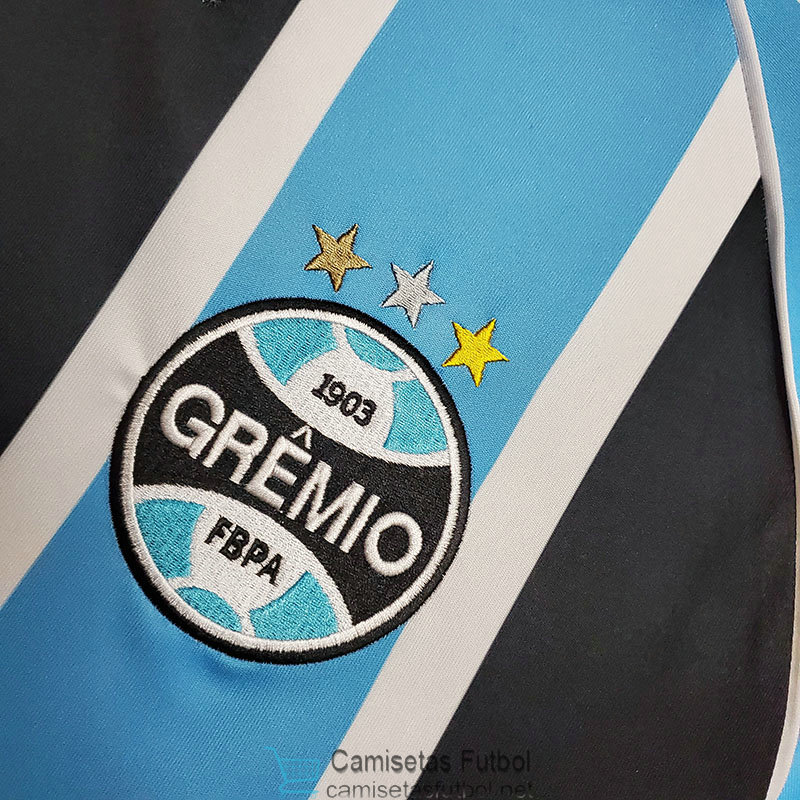 1903
GRÊMIO
FBPA
Camisetas Futbol
camisetasfutbol.net